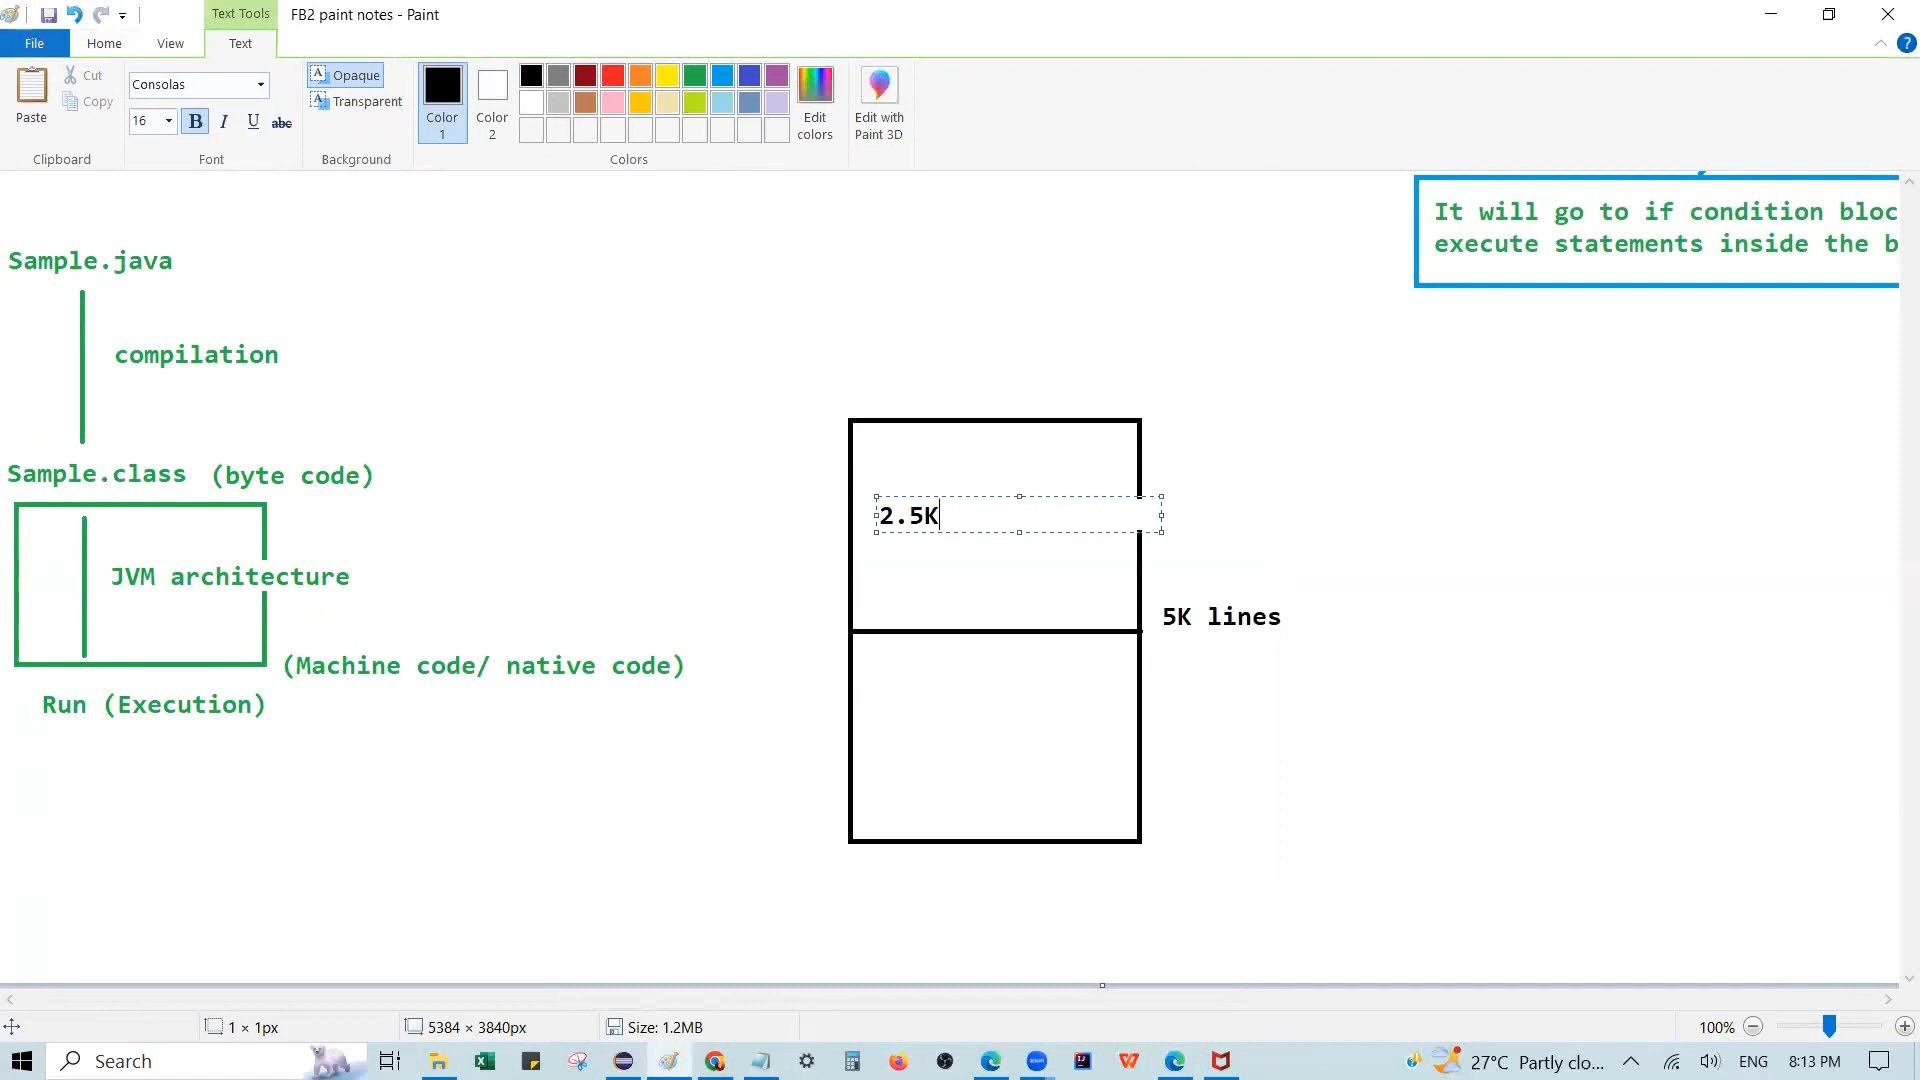 Text Tools
FB2 paint notes - Paint
File
Home
View
Text
?
Paste
Cut
Copy
Clipboard
Consolas
16
B
I
U
abc
Font
A Opaque
A Transparent
Background
Color
1
Color
2
Colors
Edit
colors
Edit with
Paint 3D
It will go to if condition bloc
execute statements inside the b
Sample.java
compilation
Sample.class (byte code)
JVM architecture
(Machine code/ native code)
Run (Execution)
2.5K
5K lines
1 × 1px
5384 × 3840px
Size: 1.2MB
100%
Search
27°C Partly clo...
ENG
8:13 PM